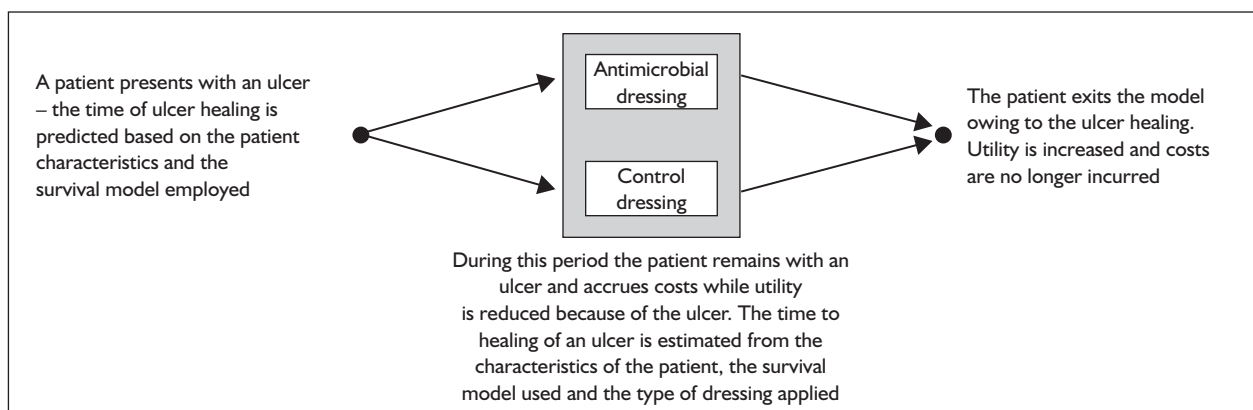 A patient presents with an ulcer
– the time of ulcer healing is
predicted based on the patient
characteristics and the
survival model employed
Antimicrobial
dressing
Control
dressing
During this period the patient remains with an
ulcer and accrues costs while utility
is reduced because of the ulcer. The time to
healing of an ulcer is estimated from the
characteristics of the patient, the survival
model used and the type of dressing applied
The patient exits the model
owing to the ulcer healing.
Utility is increased and costs
are no longer incurred